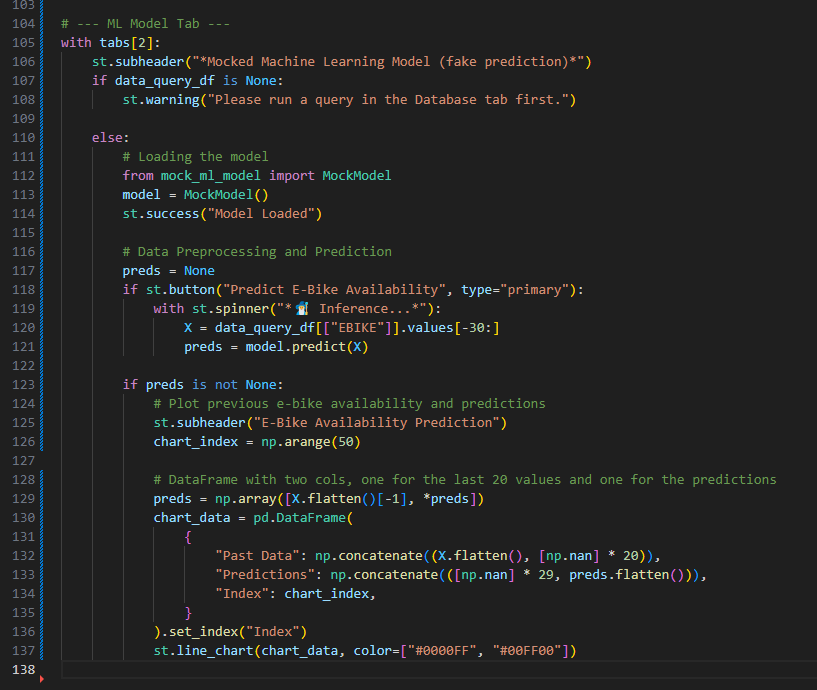 103
104 # --- ML Model Tab ---
105 with tabs[2]:
106     st.subheader("*Mocked Machine Learning Model (fake prediction)*")
107     if data_query_df is None:
108         st.warning("Please run a query in the Database tab first.")
109
110     else:
111         # Loading the model
112         from mock_ml_model import MockModel
113         model = MockModel()
114         st.success("Model Loaded")
115
116         # Data Preprocessing and Prediction
117         preds = None
118         if st.button("Predict E-Bike Availability", type="primary"):
119             with st.spinner("* Inference...*"):
120                 X = data_query_df[["EBIKE"]].values[-30:]
121                 preds = model.predict(X)
122
123         if preds is not None:
124             # Plot previous e-bike availability and predictions
125             st.subheader("E-Bike Availability Prediction")
126             chart_index = np.arange(50)
127
128             # DataFrame with two cols, one for the last 20 values and one for the predictions
129             preds = np.array([X.flatten()[-1], *preds])
130             chart_data = pd.DataFrame(
131                 {
132                     "Past Data": np.concatenate((X.flatten(), [np.nan] * 20)),
133                     "Predictions": np.concatenate(([np.nan] * 29, preds.flatten())),
134                     "Index": chart_index,
135                 }
136             ).set_index("Index")
137             st.line_chart(chart_data, color=["#0000FF", "#00FF00"])
138